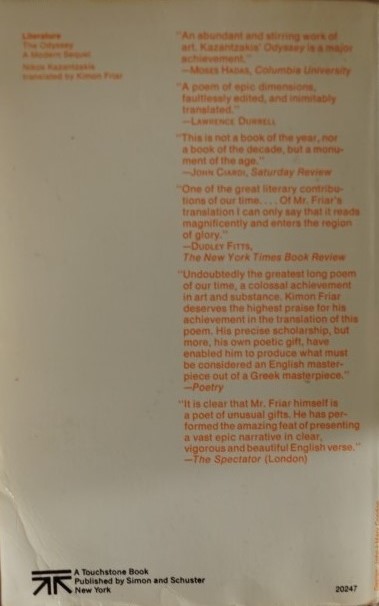 Literature
The Odyssey
A Modern Sequel
Nikos Kazantzakis
translated by Kimon Friar
"An abundant and stirring work of
art. Kazantzakis' Odyssey is a major
achievement."
—MOSES HADAS, Columbia University
"A poem of epic dimensions,
faultlessly edited, and inimitably
translated."
—LAWRENCE DURRELL
"This is not a book of the year, nor
a book of the decade, but a monu-
ment of the age."
—JOHN CIARDI, Saturday Review
"One of the great literary contribu-
tions of our time.... Of Mr. Friar's
translation I can only say that it reads
magnificently and enters the region
of glory."
—DUDLEY FITTS,
The New York Times Book Review
"Undoubtedly the greatest long poem
of our time, a colossal achievement
in art and substance. Kimon Friar
deserves the highest praise for his
achievement in the translation of this
poem. His precise scholarship, but
more, his own poetic gift, have
enabled him to produce what must
be considered an English master-
piece out of a Greek masterpiece."
—Poetry
"It is clear that Mr. Friar himself is
a poet of unusual gifts. He has per-
formed the amazing feat of presenting
a vast epic narrative in clear,
vigorous and beautiful English verse."
—The Spectator (London)
A Touchstone Book
Published by Simon and Schuster
New York
20247